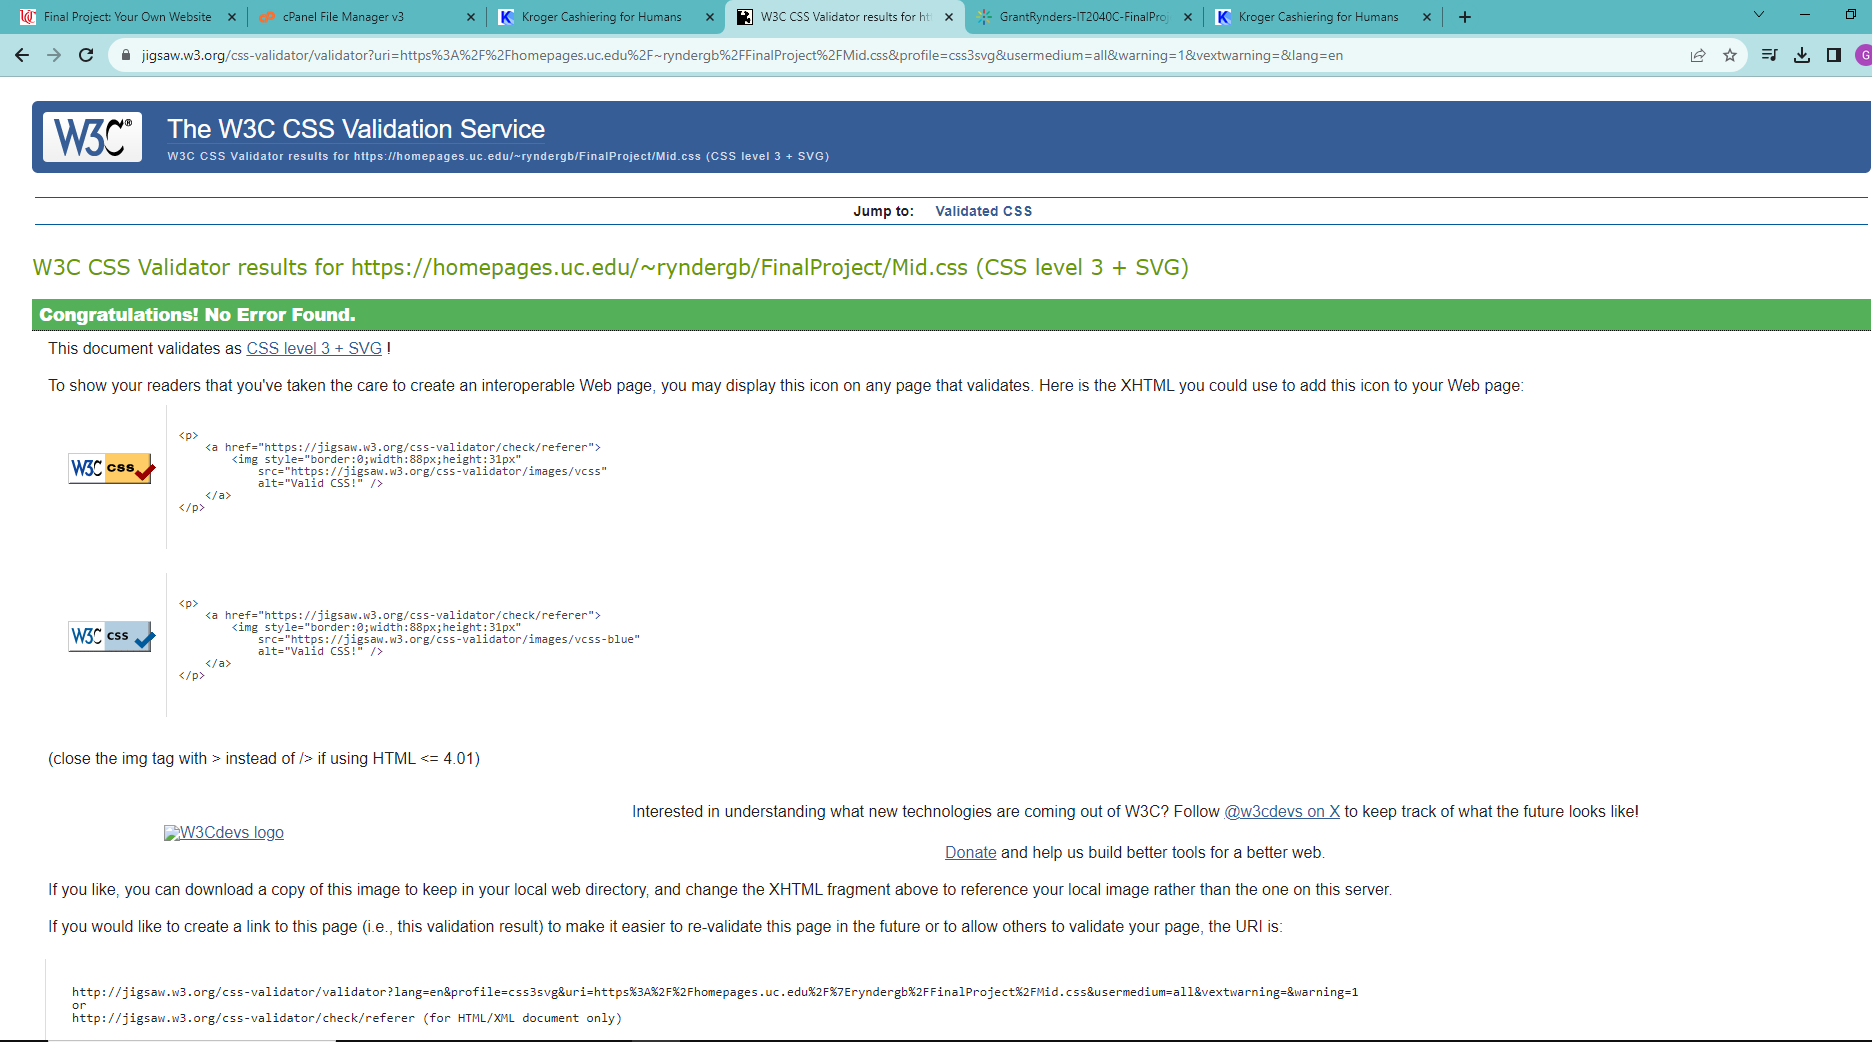 Final Project: Your Own Website
cPanel File Manager v3
Kroger Cashiering for Humans
W3C CSS Validator results for ht
GrantRynders-IT2040C-FinalProj
Kroger Cashiering for Humans
jigsaw.w3.org/css-validator/validator?uri=https%3A%2F%2Fhomepages.uc.edu%2F~ryndergb%2FFinalProject%2FMid.css&profile=css3svg&usermedium=all&warning=1&vextwarning=&lang=en
G
W3C®
The W3C CSS Validation Service
W3C CSS Validator results for https://homepages.uc.edu/~ryndergb/FinalProject/Mid.css (CSS level 3 + SVG)
Jump to: Validated CSS
W3C CSS Validator results for https://homepages.uc.edu/~ryndergb/FinalProject/Mid.css (CSS level 3 + SVG)
Congratulations! No Error Found.
This document validates as CSS level 3 + SVG !
To show your readers that you've taken the care to create an interoperable Web page, you may display this icon on any page that validates. Here is the XHTML you could use to add this icon to your Web page:
W3C css
<p>
<a href="https://jigsaw.w3.org/css-validator/check/referer">
<img style="border:0;width:88px;height:31px"
src="https://jigsaw.w3.org/css-validator/images/vcss"
alt="Valid CSS!" />
</a>
</p>
W3C css
<p>
<a href="https://jigsaw.w3.org/css-validator/check/referer">
<img style="border:0;width:88px;height:31px"
src="https://jigsaw.w3.org/css-validator/images/vcss-blue"
alt="Valid CSS!" />
</a>
</p>
(close the img tag with > instead of /> if using HTML <= 4.01)
Interested in understanding what new technologies are coming out of W3C? Follow @w3cdevs on X to keep track of what the future looks like!
W3Cdevs logo
Donate and help us build better tools for a better web.
If you like, you can download a copy of this image to keep in your local web directory, and change the XHTML fragment above to reference your local image rather than the one on this server.
If you would like to create a link to this page (i.e., this validation result) to make it easier to re-validate this page in the future or to allow others to validate your page, the URI is:
http://jigsaw.w3.org/css-validator/validator?lang=en&profile=css3svg&uri=https%3A%2F%2Fhomepages.uc.edu%2F%7Eryndergb%2FFinalProject%2FMid.css&usermedium=all&vextwarning=&warning=1
or
http://jigsaw.w3.org/css-validator/check/referer (for HTML/XML document only)